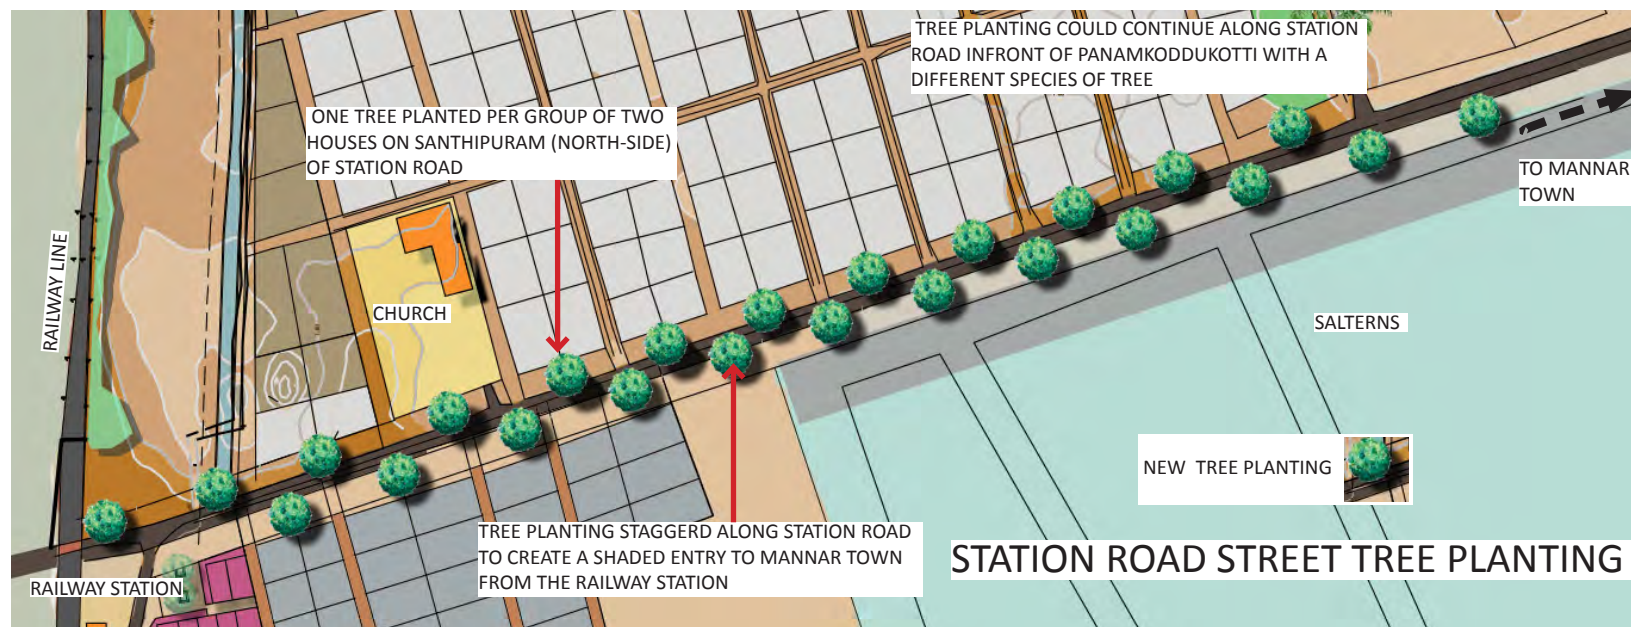 TREE PLANTING COULD CONTINUE ALONG STATION
ROAD INFRONT OF PANAMKODDUKOTTI WITH A
DIFFERENT SPECIES OF TREE
ONE TREE PLANTED PER GROUP OF TWO
HOUSES ON SANTHIPURAM (NORTH-SIDE)
OF STATION ROAD
TO MANNAR
TOWN
RAILWAY LINE
CHURCH
SALTERNS
NEW TREE PLANTING
TREE PLANTING STAGGERD ALONG STATION ROAD
TO CREATE A SHADED ENTRY TO MANNAR TOWN
FROM THE RAILWAY STATION
STATION ROAD STREET TREE PLANTING
RAILWAY STATION